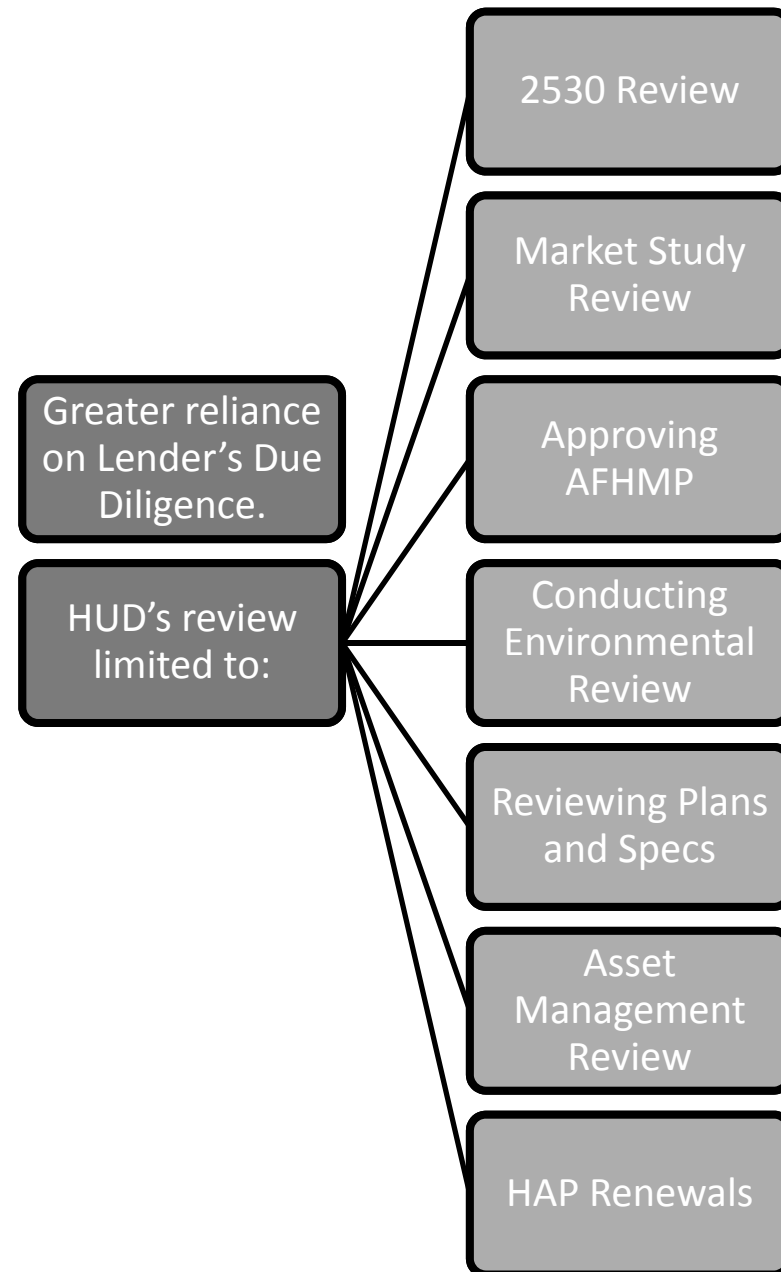 Greater reliance
on Lender’s Due
Diligence.
HUD’s review
limited to:
2530 Review
Market Study
Review
Approving
AFHMP
Conducting
Environmental
Review
Reviewing Plans
and Specs
Asset
Management
Review
HAP Renewals